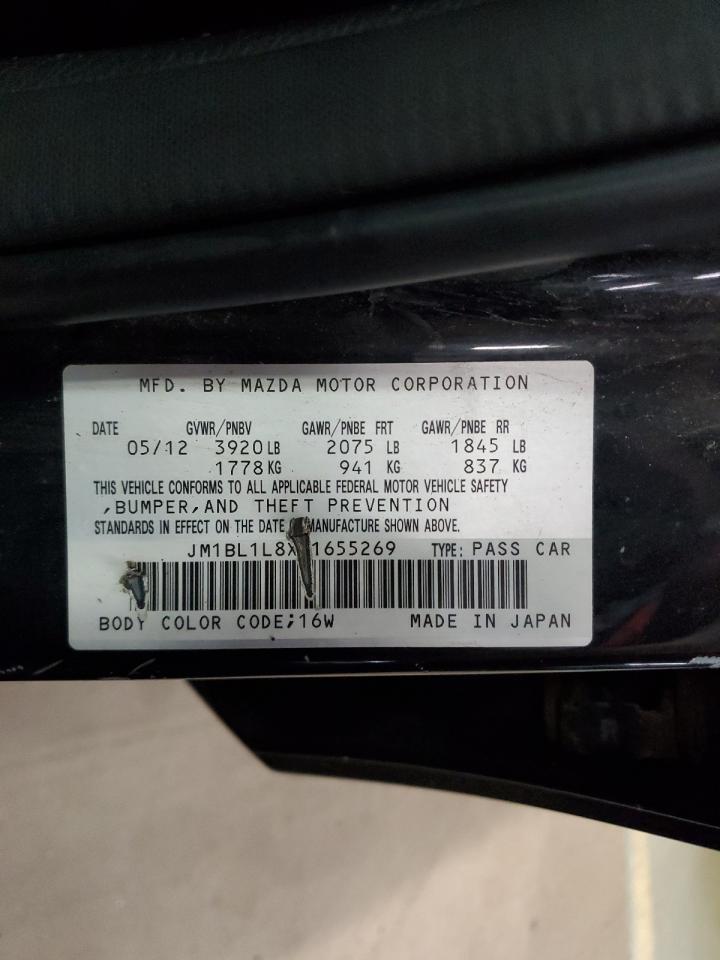 MFD. BY MAZDA MOTOR CORPORATION
DATE GVWR/PNBV GAWR/PNBE FRT GAWR/PNBE RR
05/12 3920 LB 2075 LB 1845 LB
1778 KG 941 KG 837 KG
THIS VEHICLE CONFORMS TO ALL APPLICABLE FEDERAL MOTOR VEHICLE SAFETY
,BUMPER,AND THEFT PREVENTION
STANDARDS IN EFFECT ON THE DATE MANUFACTURE SHOWN ABOVE.
JM1BL1L8X 1655269 TYPE: PASS CAR
BODY COLOR CODE;16W MADE IN JAPAN